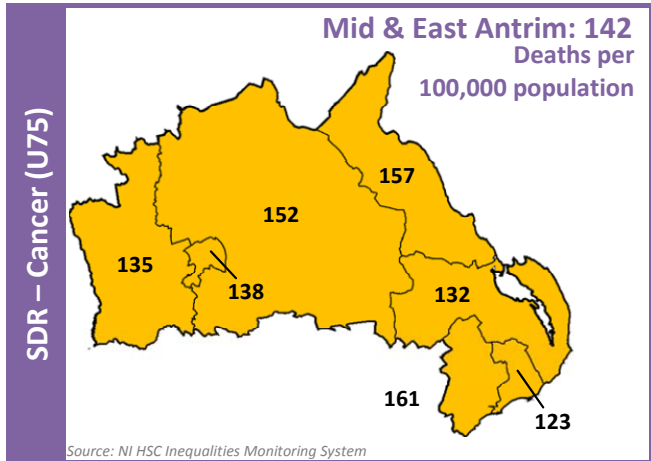 SDR – Cancer (U75)
Mid & East Antrim: 142
Deaths per
100,000 population
157
152
135
138
132
161
123
Source: NI HSC Inequalities Monitoring System